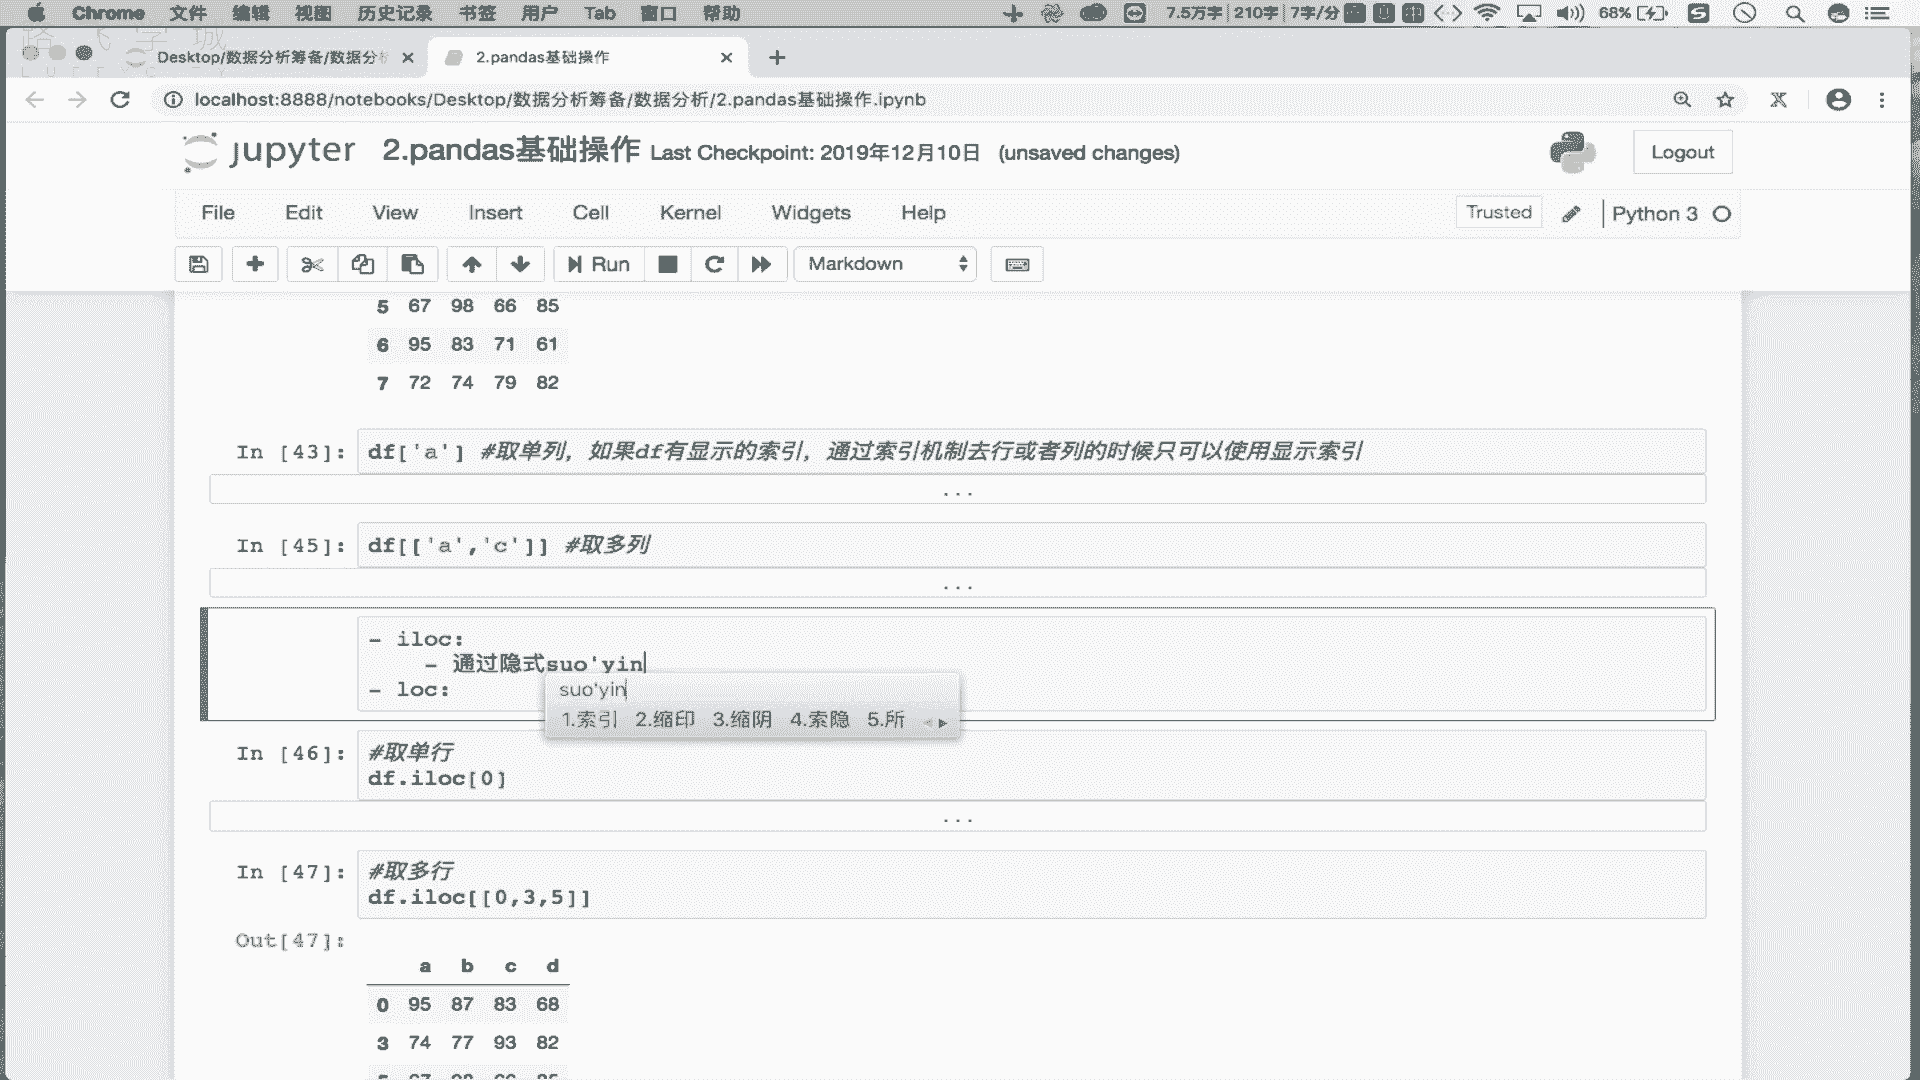 Chrome 文件 编辑 视图 历史记录 书签 用户 Tab 窗口 帮助 7.5万字 210字 7字/分 68%
Desktop/数据分析筹备/数据分析
2.pandas基础操作
localhost:8888/notebooks/Desktop/数据分析筹备/数据分析/2.pandas基础操作.ipynb
jupyter 2.pandas基础操作 Last Checkpoint: 2019年12月10日 (unsaved changes)
Logout
File Edit View Insert Cell Kernel Widgets Help
Trusted
Python 3
Run
Markdown
5 67 98 66 85
6 95 83 71 61
7 72 74 79 82
In [43]: df['a'] #取单列，如果df有显示的索引，通过索引机制去行或者列的时候只可以使用显示索引
...
In [45]: df[['a','c']] #取多列
...
- iloc:
- 通过隐式suo'yin
- loc:
suo'yin
1.索引 2.缩印 3.缩阴 4.索隐 5.所
In [46]: #取单行
df.iloc[0]
...
In [47]: #取多行
df.iloc[[0,3,5]]
Out[47]:
a b c d
0 95 87 83 68
3 74 77 93 82